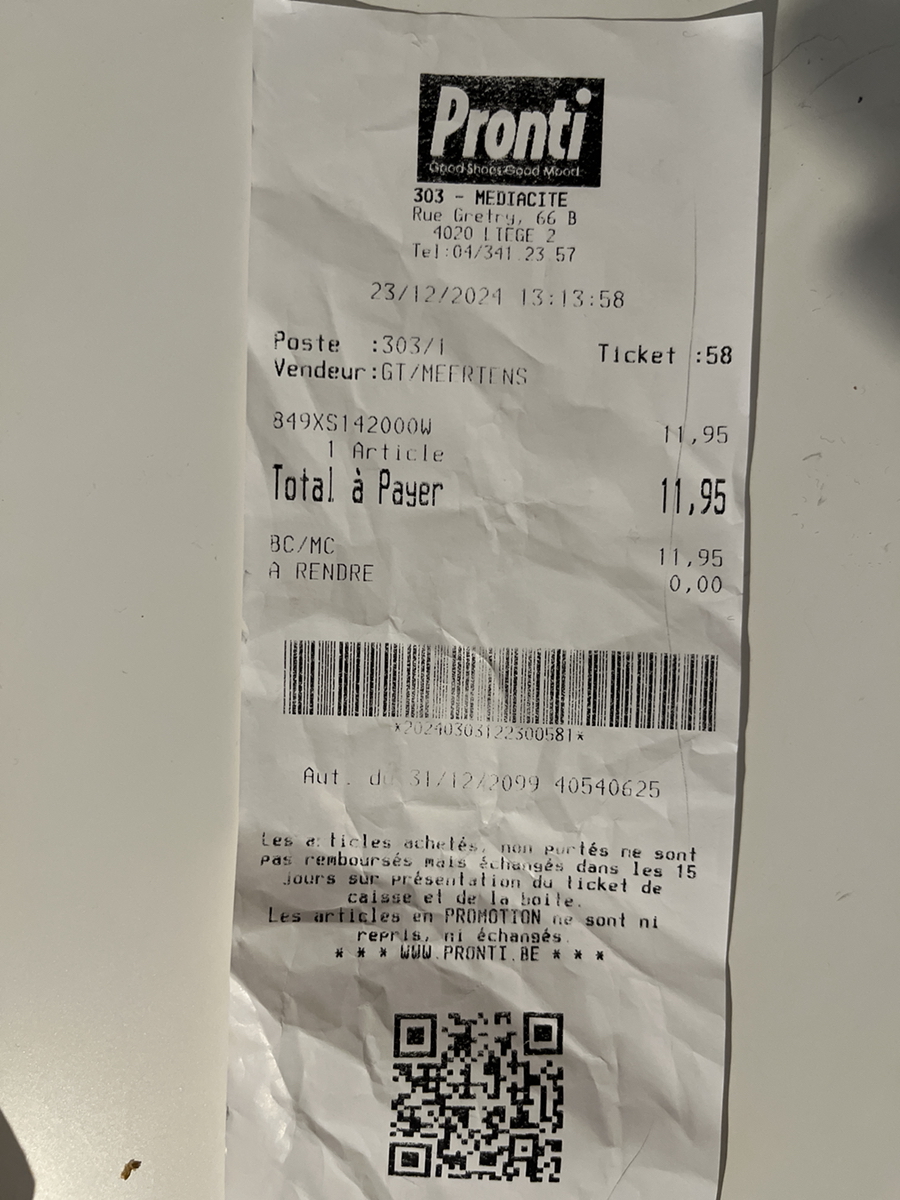 Pronti
Good Shoes Good Mood
303 - MEDIACITE
Rue Gretry, 66 B
4020 LIEGE 2
Tel:04/341.23.57
23/12/2024 13:13:58
Poste :303/1
Ticket :58
Vendeur:GT/MEERTENS
849XS142000W 11,95
1 Article
Total à Payer 11,95
BC/MC 11,95
A RENDRE 0,00
*20240303122300581*
Aut. du 31/12/2099 40540625
Les articles achetés, non portés ne sont
pas remboursés mais échangés dans les 15
jours sur présentation du ticket de
caisse et de la boite.
Les articles en PROMOTION ne sont ni
repris, ni échangés.
* * * WWW.PRONTI.BE * * *